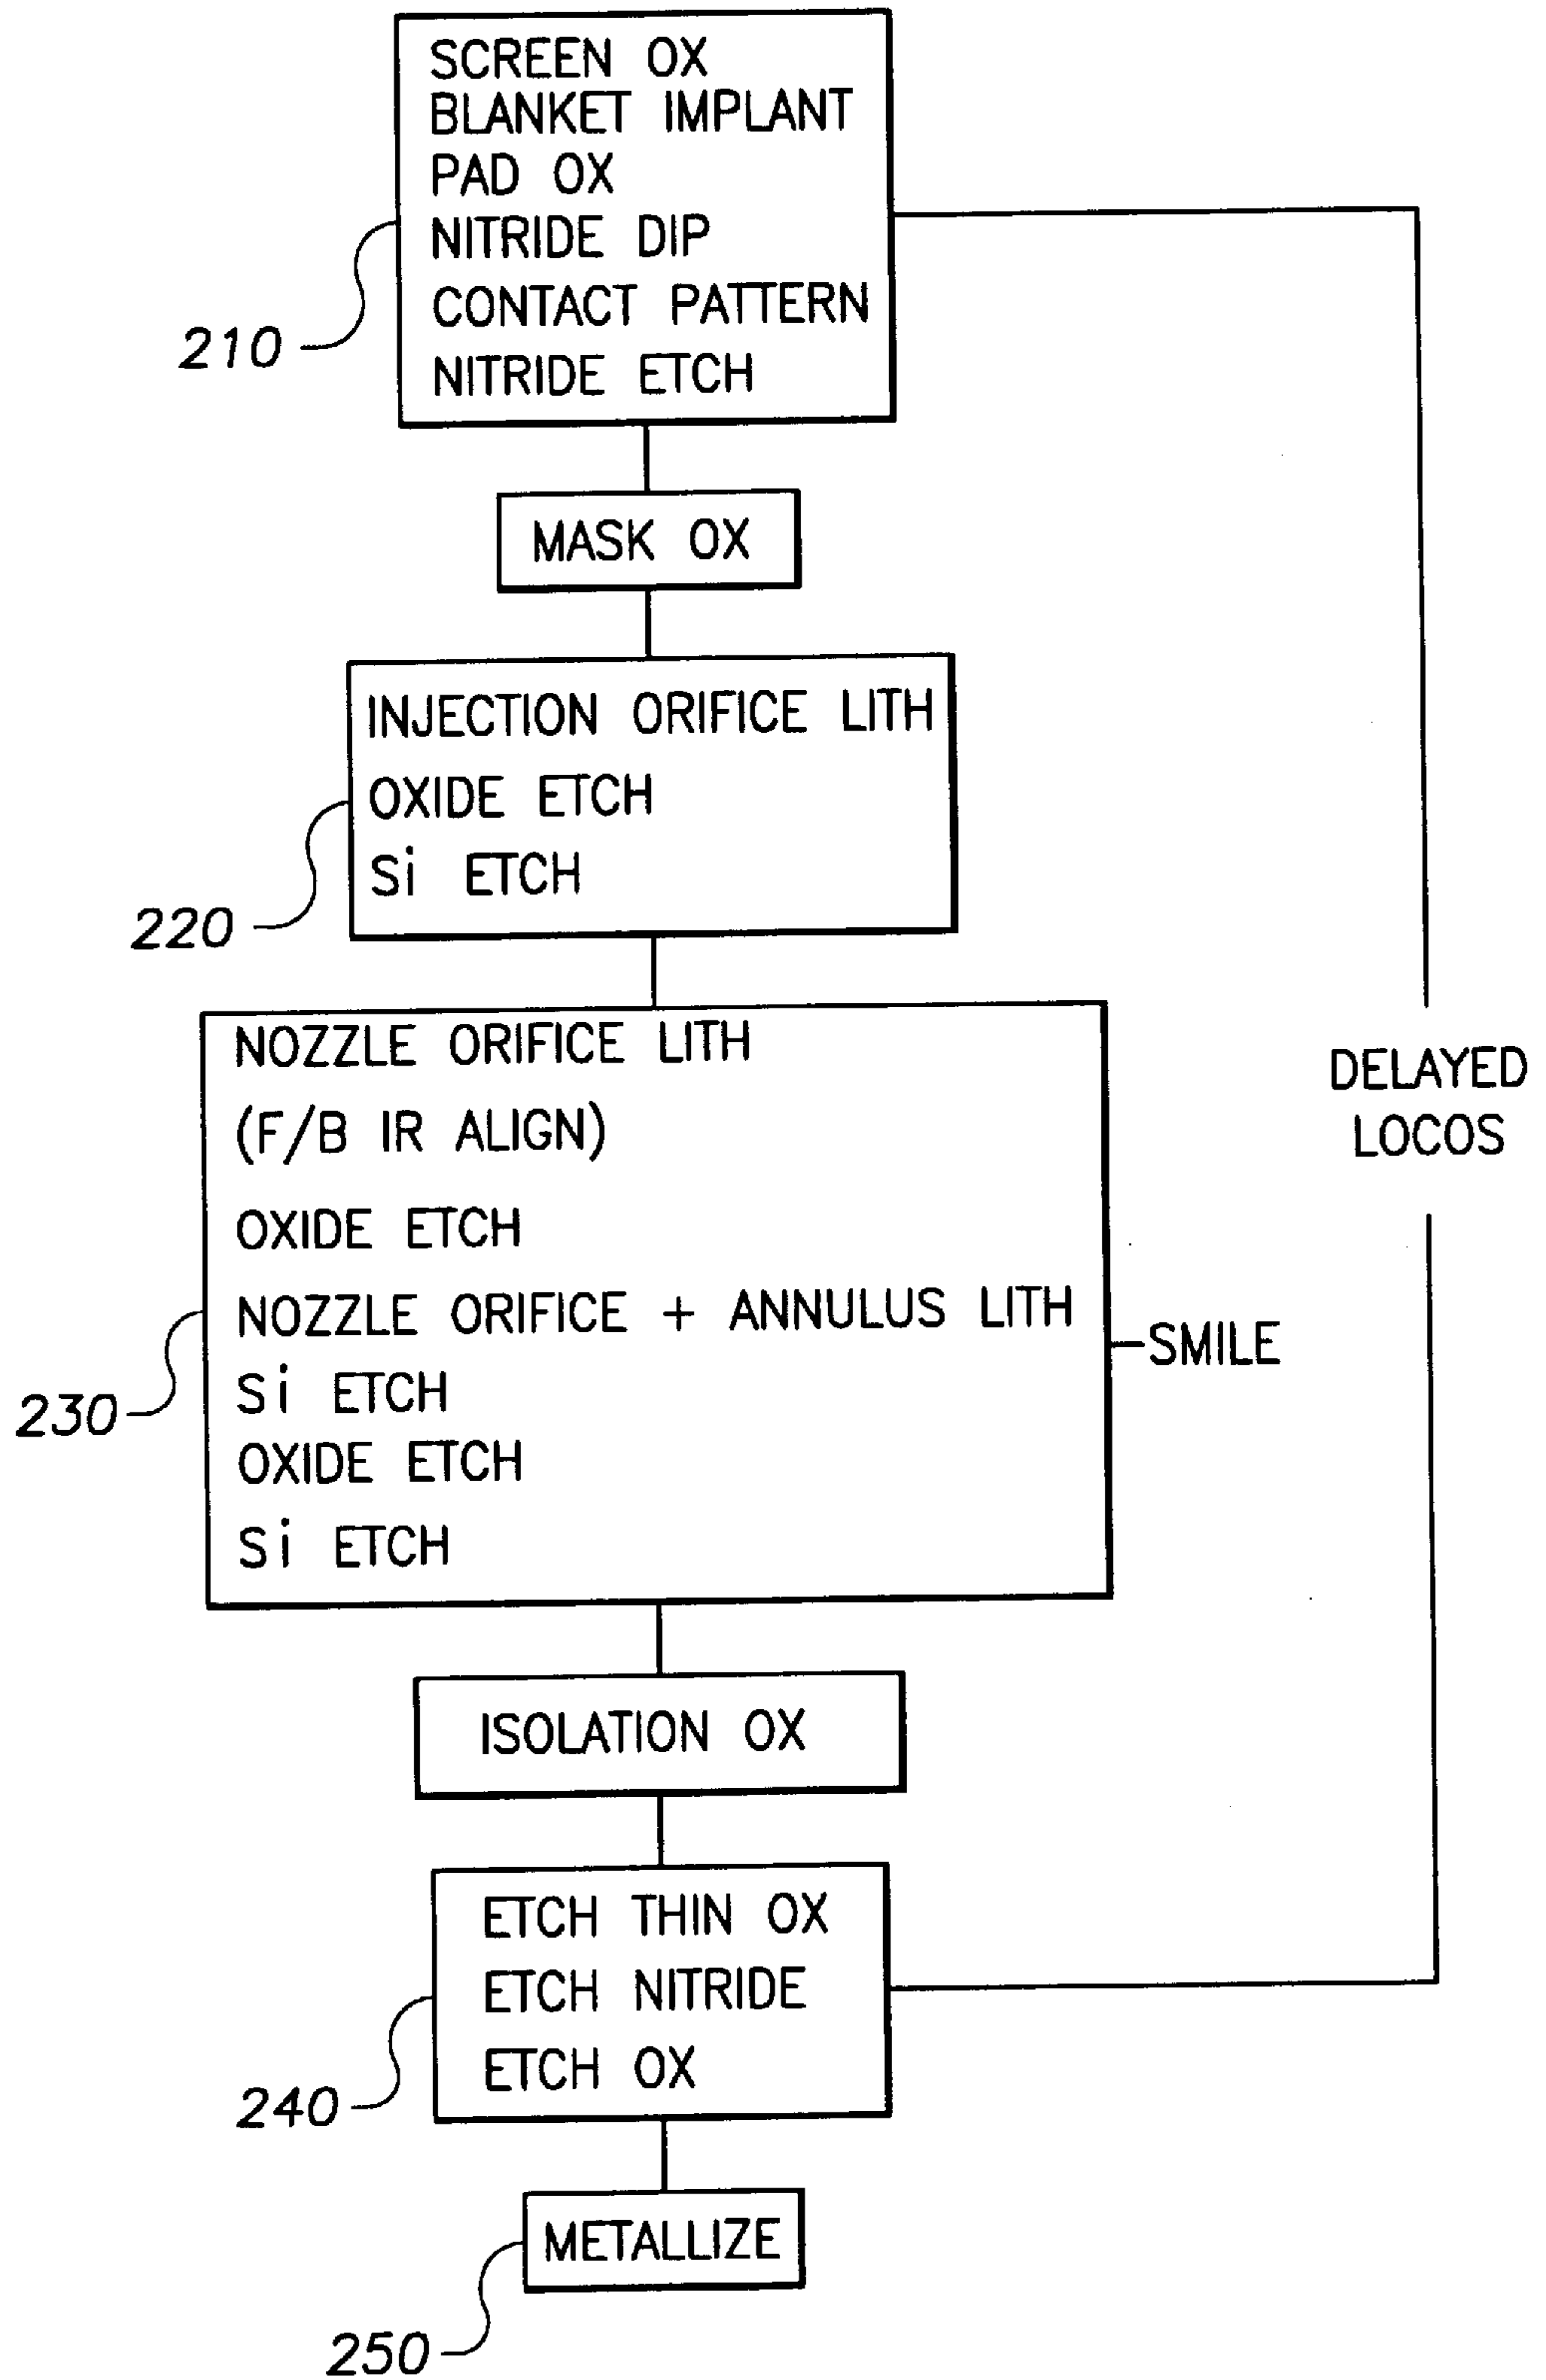 SCREEN OX
BLANKET IMPLANT
PAD OX
NITRIDE DIP
CONTACT PATTERN
NITRIDE ETCH
210
MASK OX
INJECTION ORIFICE LITH
OXIDE ETCH
Si ETCH
220
NOZZLE ORIFICE LITH
(F/B IR ALIGN)
OXIDE ETCH
NOZZLE ORIFICE + ANNULUS LITH
Si ETCH
OXIDE ETCH
Si ETCH
230
SMILE
DELAYED
LOCOS
ISOLATION OX
ETCH THIN OX
ETCH NITRIDE
ETCH OX
240
METALLIZE
250